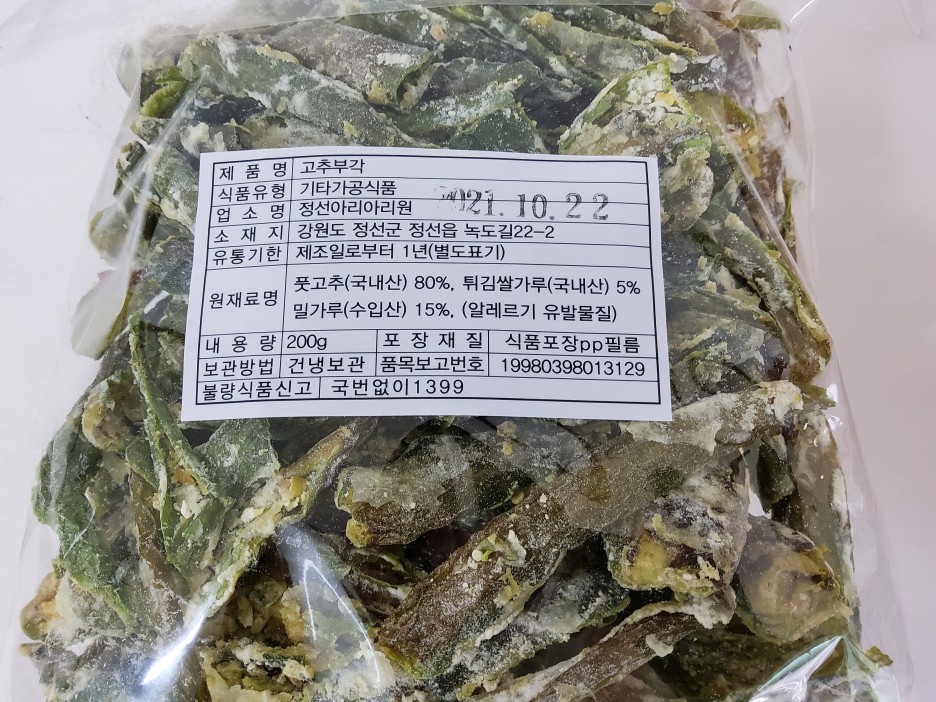 제 품 명 고추부각
식품유형 기타가공식품
업 소 명 정선아리아리원 2021.10.22
소 재 지 강원도 정선군 정선읍 녹도길22-2
유통기한 제조일로부터 1년(별도표기)
원재료명 풋고추(국내산) 80%, 튀김쌀가루(국내산) 5%
밀가루(수입산) 15%, (알레르기 유발물질)
내 용 량 200g 포 장 재 질 식품포장pp필름
보관방법 건냉보관 품목보고번호 19980398013129
불량식품신고 국번없이1399